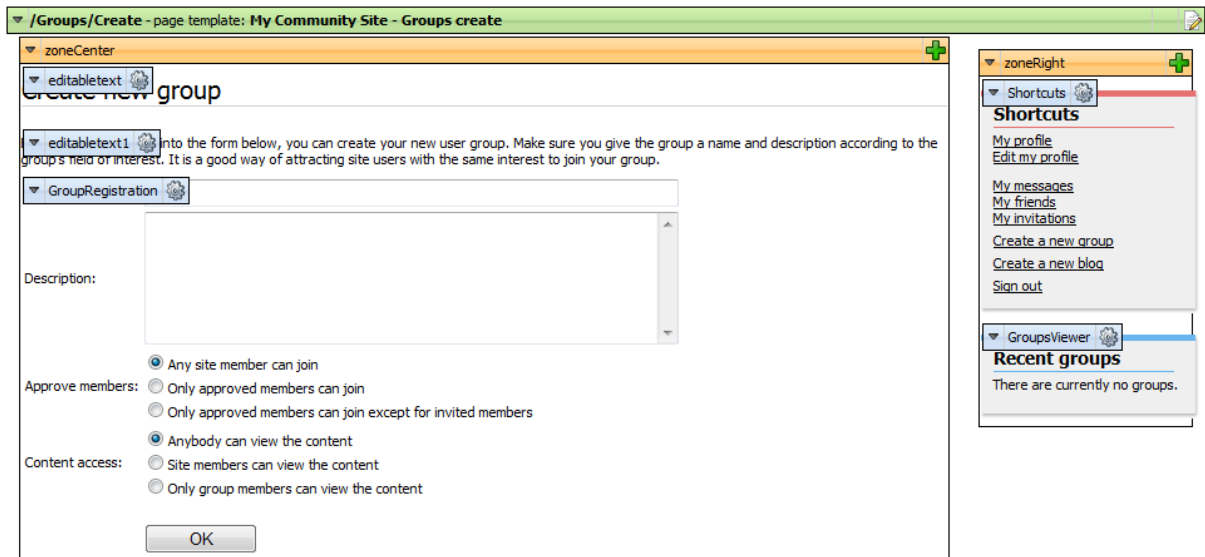 /Groups/Create - page template: My Community Site - Groups create
zoneCenter
editabletext
group
editabletext1
into the form below, you can create your new user group. Make sure you give the group a name and description according to the
group's field of interest. It is a good way of attracting site users with the same interest to join your group.
GroupRegistration
Description:
Approve members:
Any site member can join
Only approved members can join
Only approved members can join except for invited members
Content access:
Anybody can view the content
Site members can view the content
Only group members can view the content
OK
zoneRight
Shortcuts
Shortcuts
My profile
Edit my profile
My messages
My friends
My invitations
Create a new group
Create a new blog
Sign out
GroupsViewer
Recent groups
There are currently no groups.